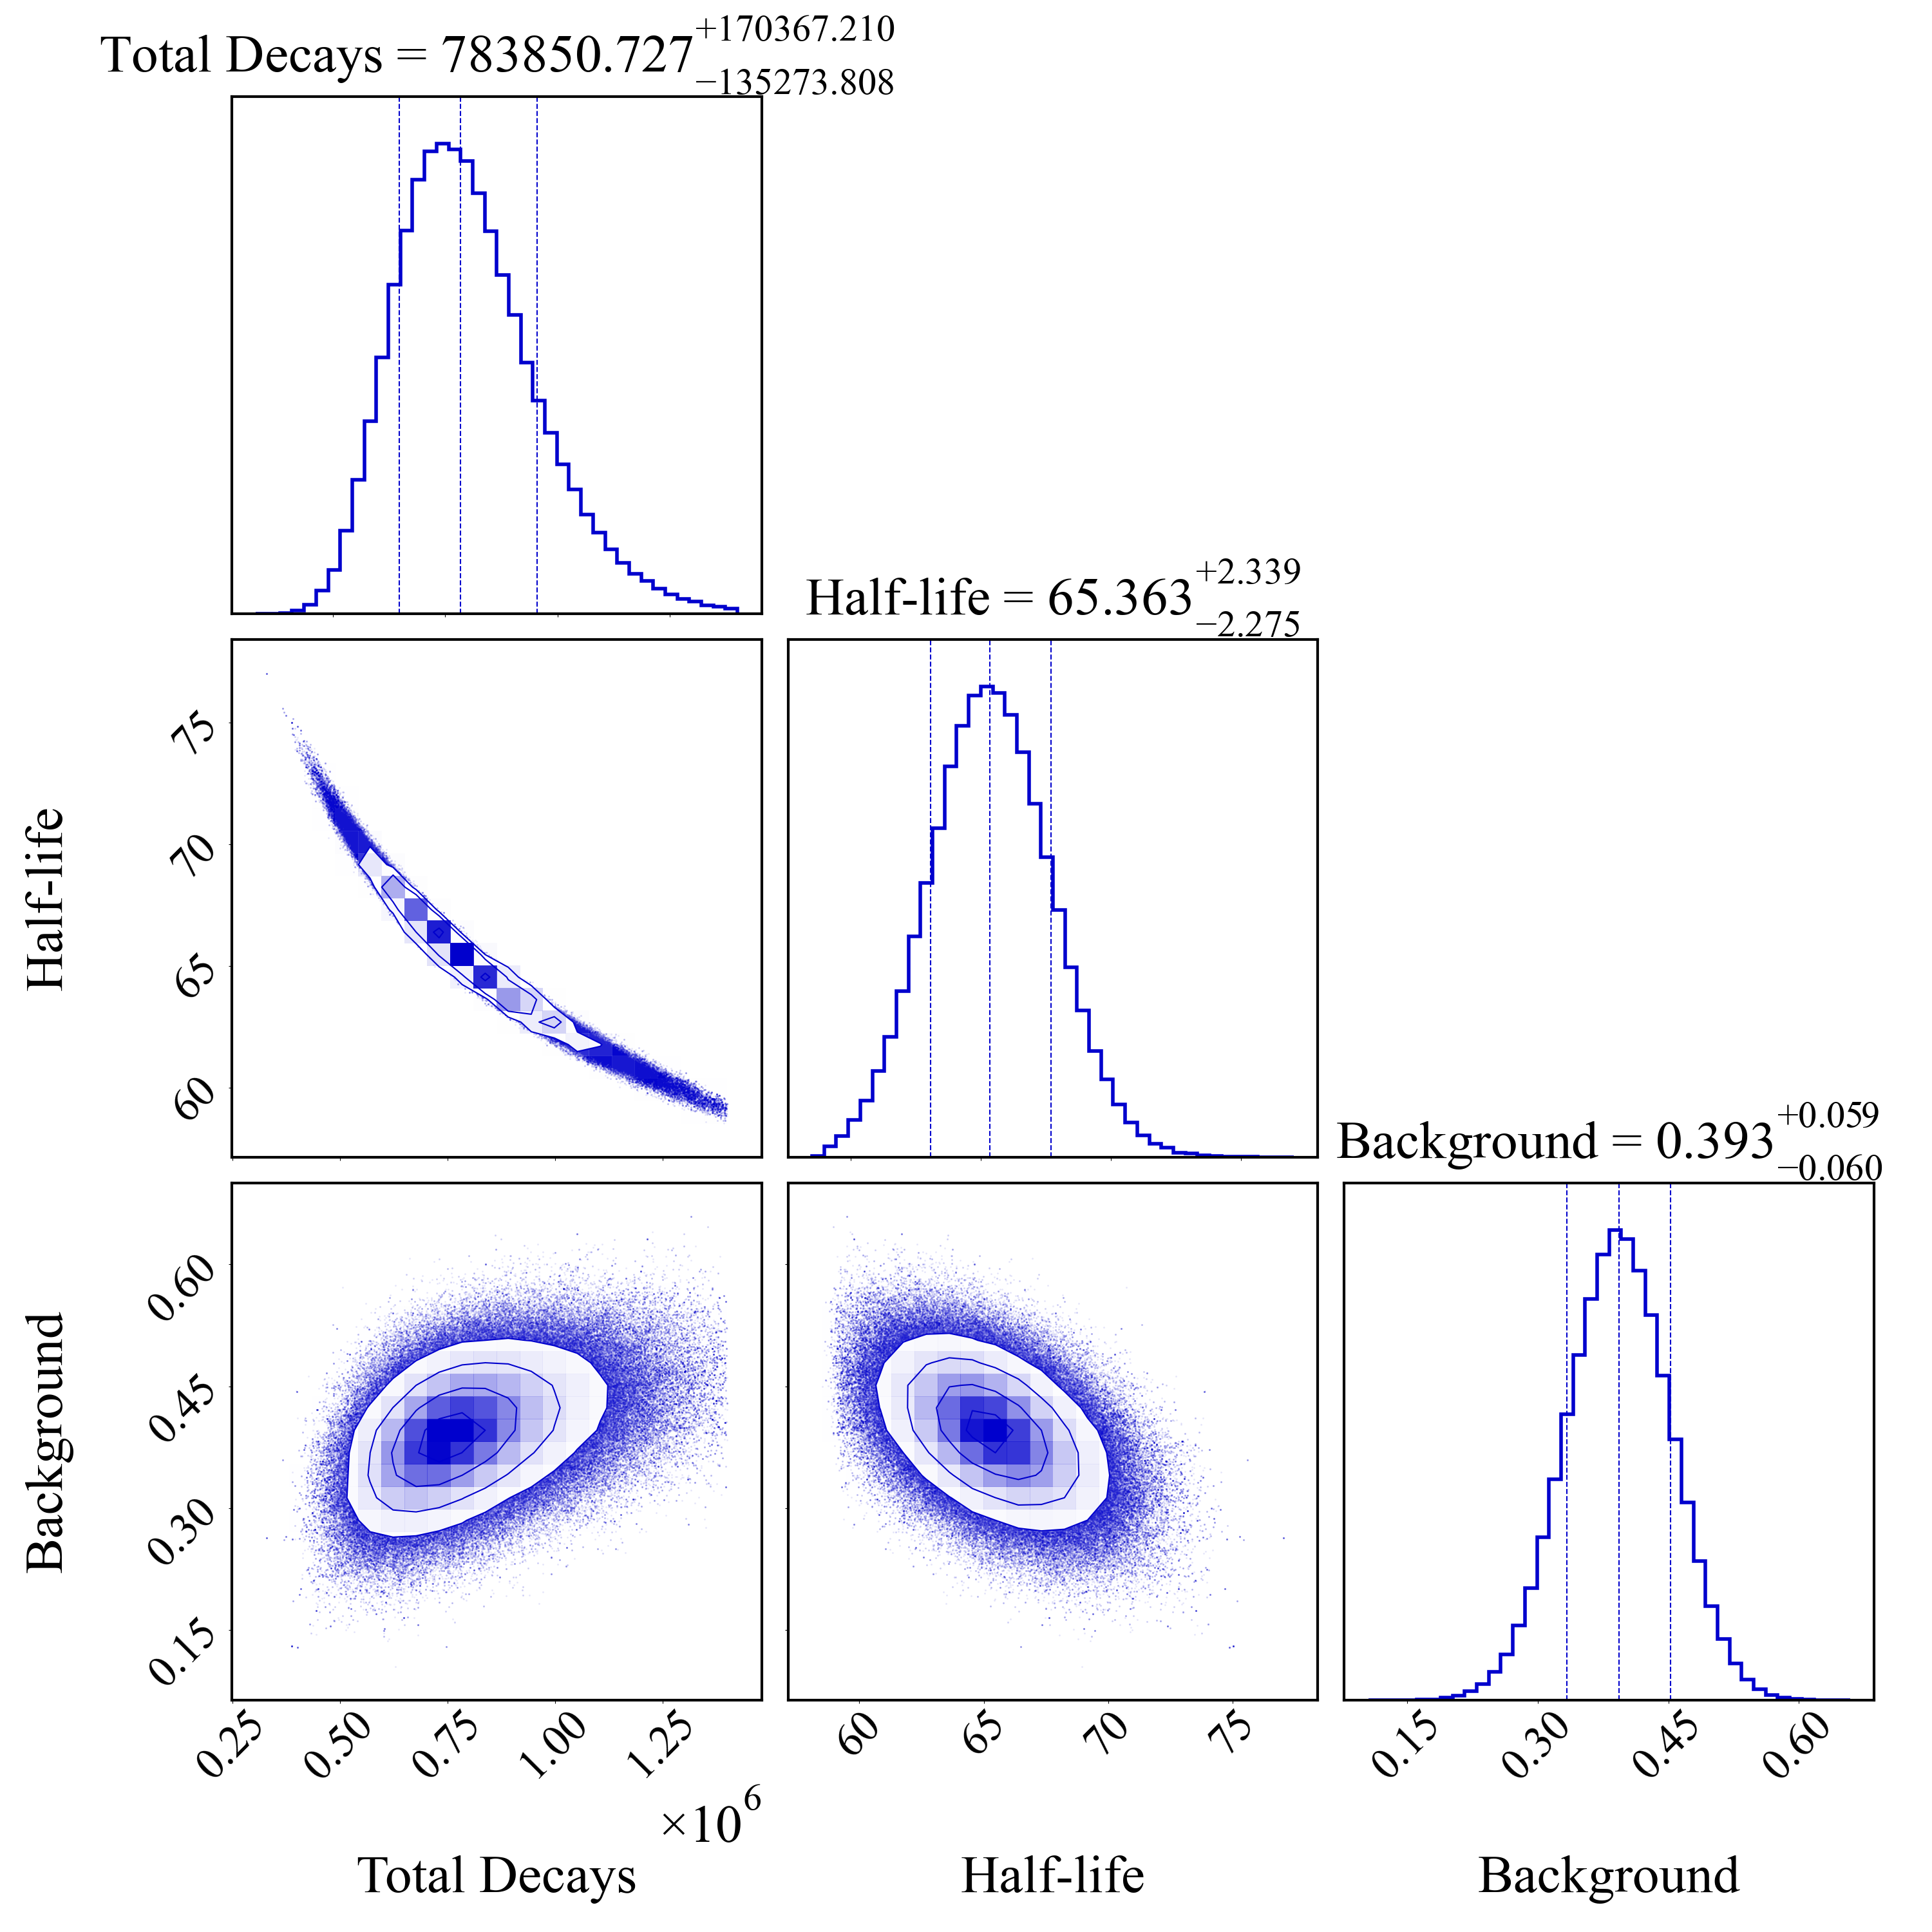 Total Decays = 783850.727 +170367.210 −135273.808
Half-life = 65.363 +2.339 −2.275
Half-life
75
70
65
60
Background = 0.393 +0.059 −0.060
Background
0.60
0.45
0.30
0.15
0.25 0.50 0.75 1.00 1.25
60 65 70 75
0.15 0.30 0.45 0.60
×10⁶
Total Decays
Half-life
Background